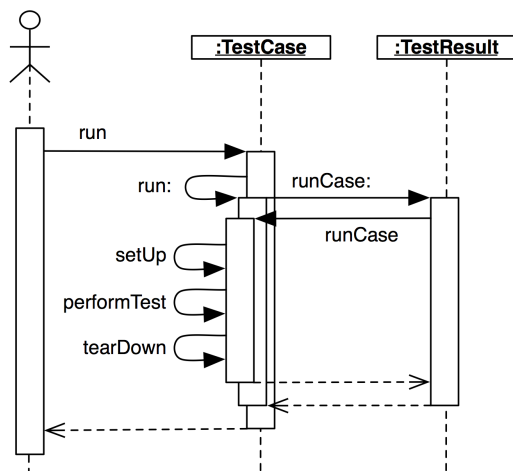 :TestCase
:TestResult
run
run:
runCase:
runCase
setUp
performTest
tearDown